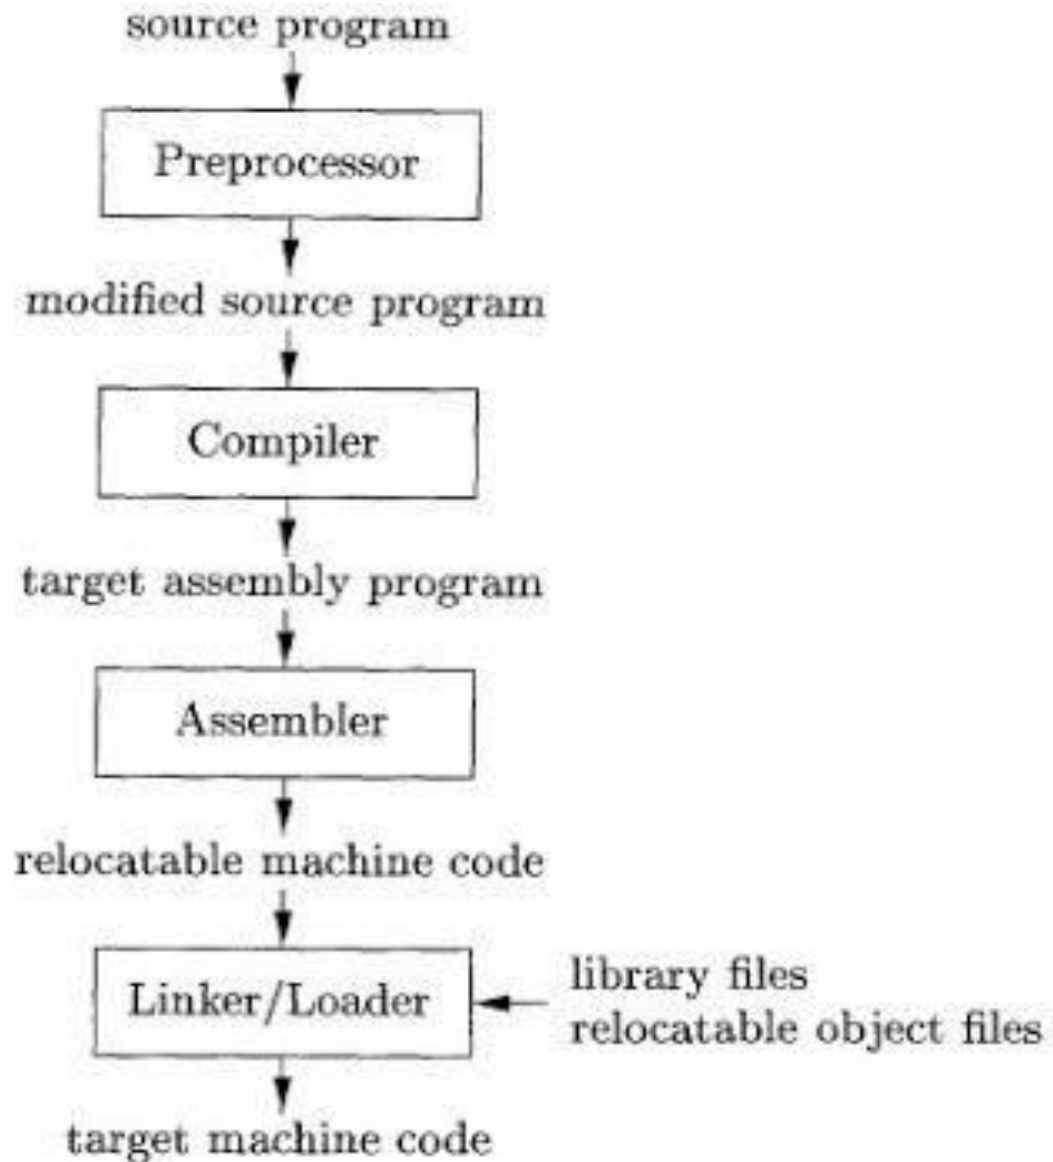 source program
Preprocessor
modified source program
Compiler
target assembly program
Assembler
relocatable machine code
Linker/Loader
library files
relocatable object files
target machine code